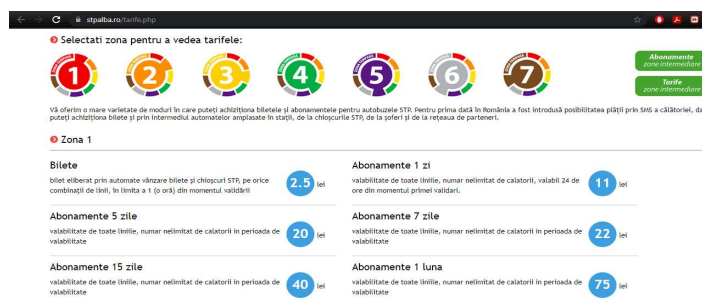 stpalba.ro/tarife.php
Selectati zona pentru a vedea tarifele:
1 2 3 4 5 6 7
Abonamente
zone intermediare
Tarife
zone intermediare
Vă oferim o mare varietate de moduri în care puteți achiziționa biletele și abonamentele pentru autobuzele STP. Pentru prima dată în România a fost introdusă posibilitatea plății prin SMS a călătoriei, da
puteți achiziționa bilete și prin intermediul automatelor amplasate în stații, de la chioșcurile STP, de la șoferi și de la rețeaua de parteneri.
Zona 1
Bilete
bilet eliberat prin automate vânzare bilete și chioșcuri STP, pe orice
combinații de linii, în limita a 1 (o oră) din momentul validării
2.5 lei
Abonamente 1 zi
valabilitate de toate liniile, numar nelimitat de calatorii, valabil 24 de
ore din momentul primei validari.
11 lei
Abonamente 5 zile
valabilitate de toate liniile, numar nelimitat de calatorii in perioada de
valabilitate
20 lei
Abonamente 7 zile
valabilitate de toate liniile, numar nelimitat de calatorii in perioada de
valabilitate
22 lei
Abonamente 15 zile
valabilitate de toate liniile, numar nelimitat de calatorii in perioada de
valabilitate
40 lei
Abonamente 1 luna
valabilitate de toate liniile, numar nelimitat de calatorii in perioada de
valabilitate
75 lei